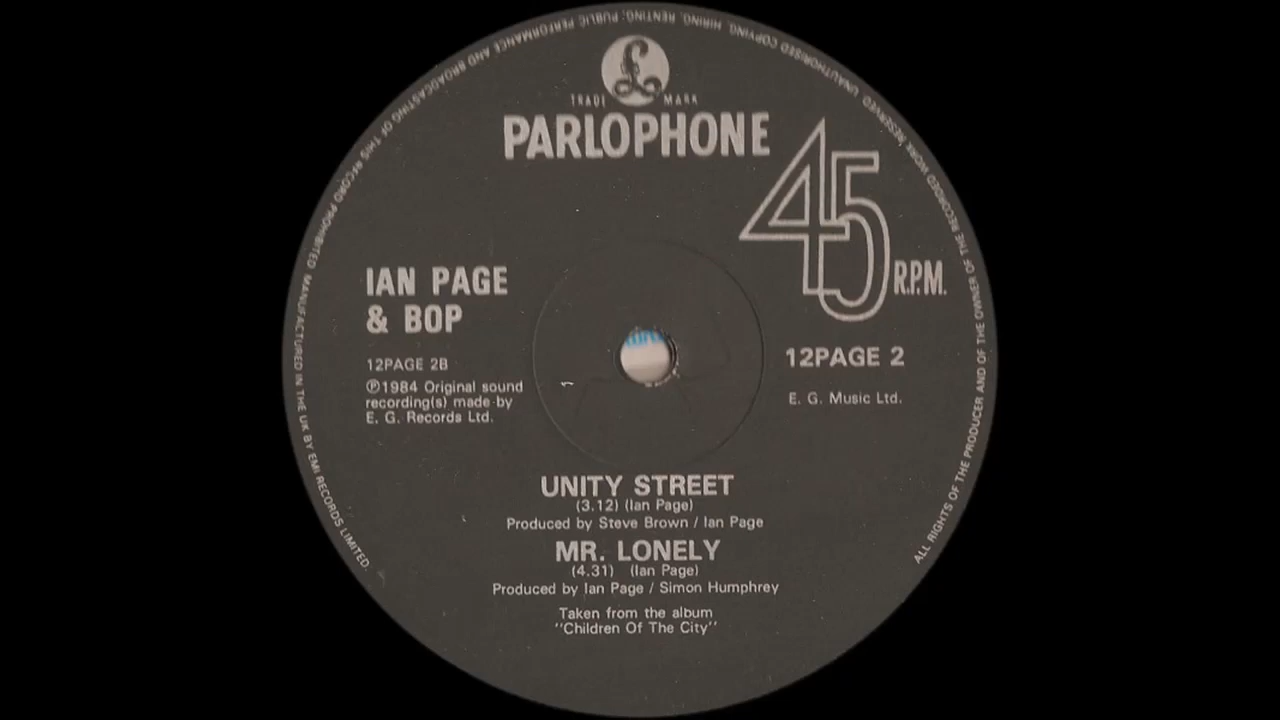 £
TRADE MARK
PARLOPHONE
45
R.P.M.
IAN PAGE
& BOP
12PAGE 2B
℗1984 Original sound
recording(s) made by
E. G. Records Ltd.
12PAGE 2
E. G. Music Ltd.
UNITY STREET
(3.12) (Ian Page)
Produced by Steve Brown / Ian Page
MR. LONELY
(4.31) (Ian Page)
Produced by Ian Page / Simon Humphrey
Taken from the album
"Children Of The City"
ALL RIGHTS OF THE PRODUCER AND OF THE OWNER OF THE RECORDED WORK RESERVED. UNAUTHORISED COPYING, HIRING, RENTING, PUBLIC PERFORMANCE AND BROADCASTING OF THIS RECORD PROHIBITED MANUFACTURED IN THE UK BY EMI RECORDS LIMITED.